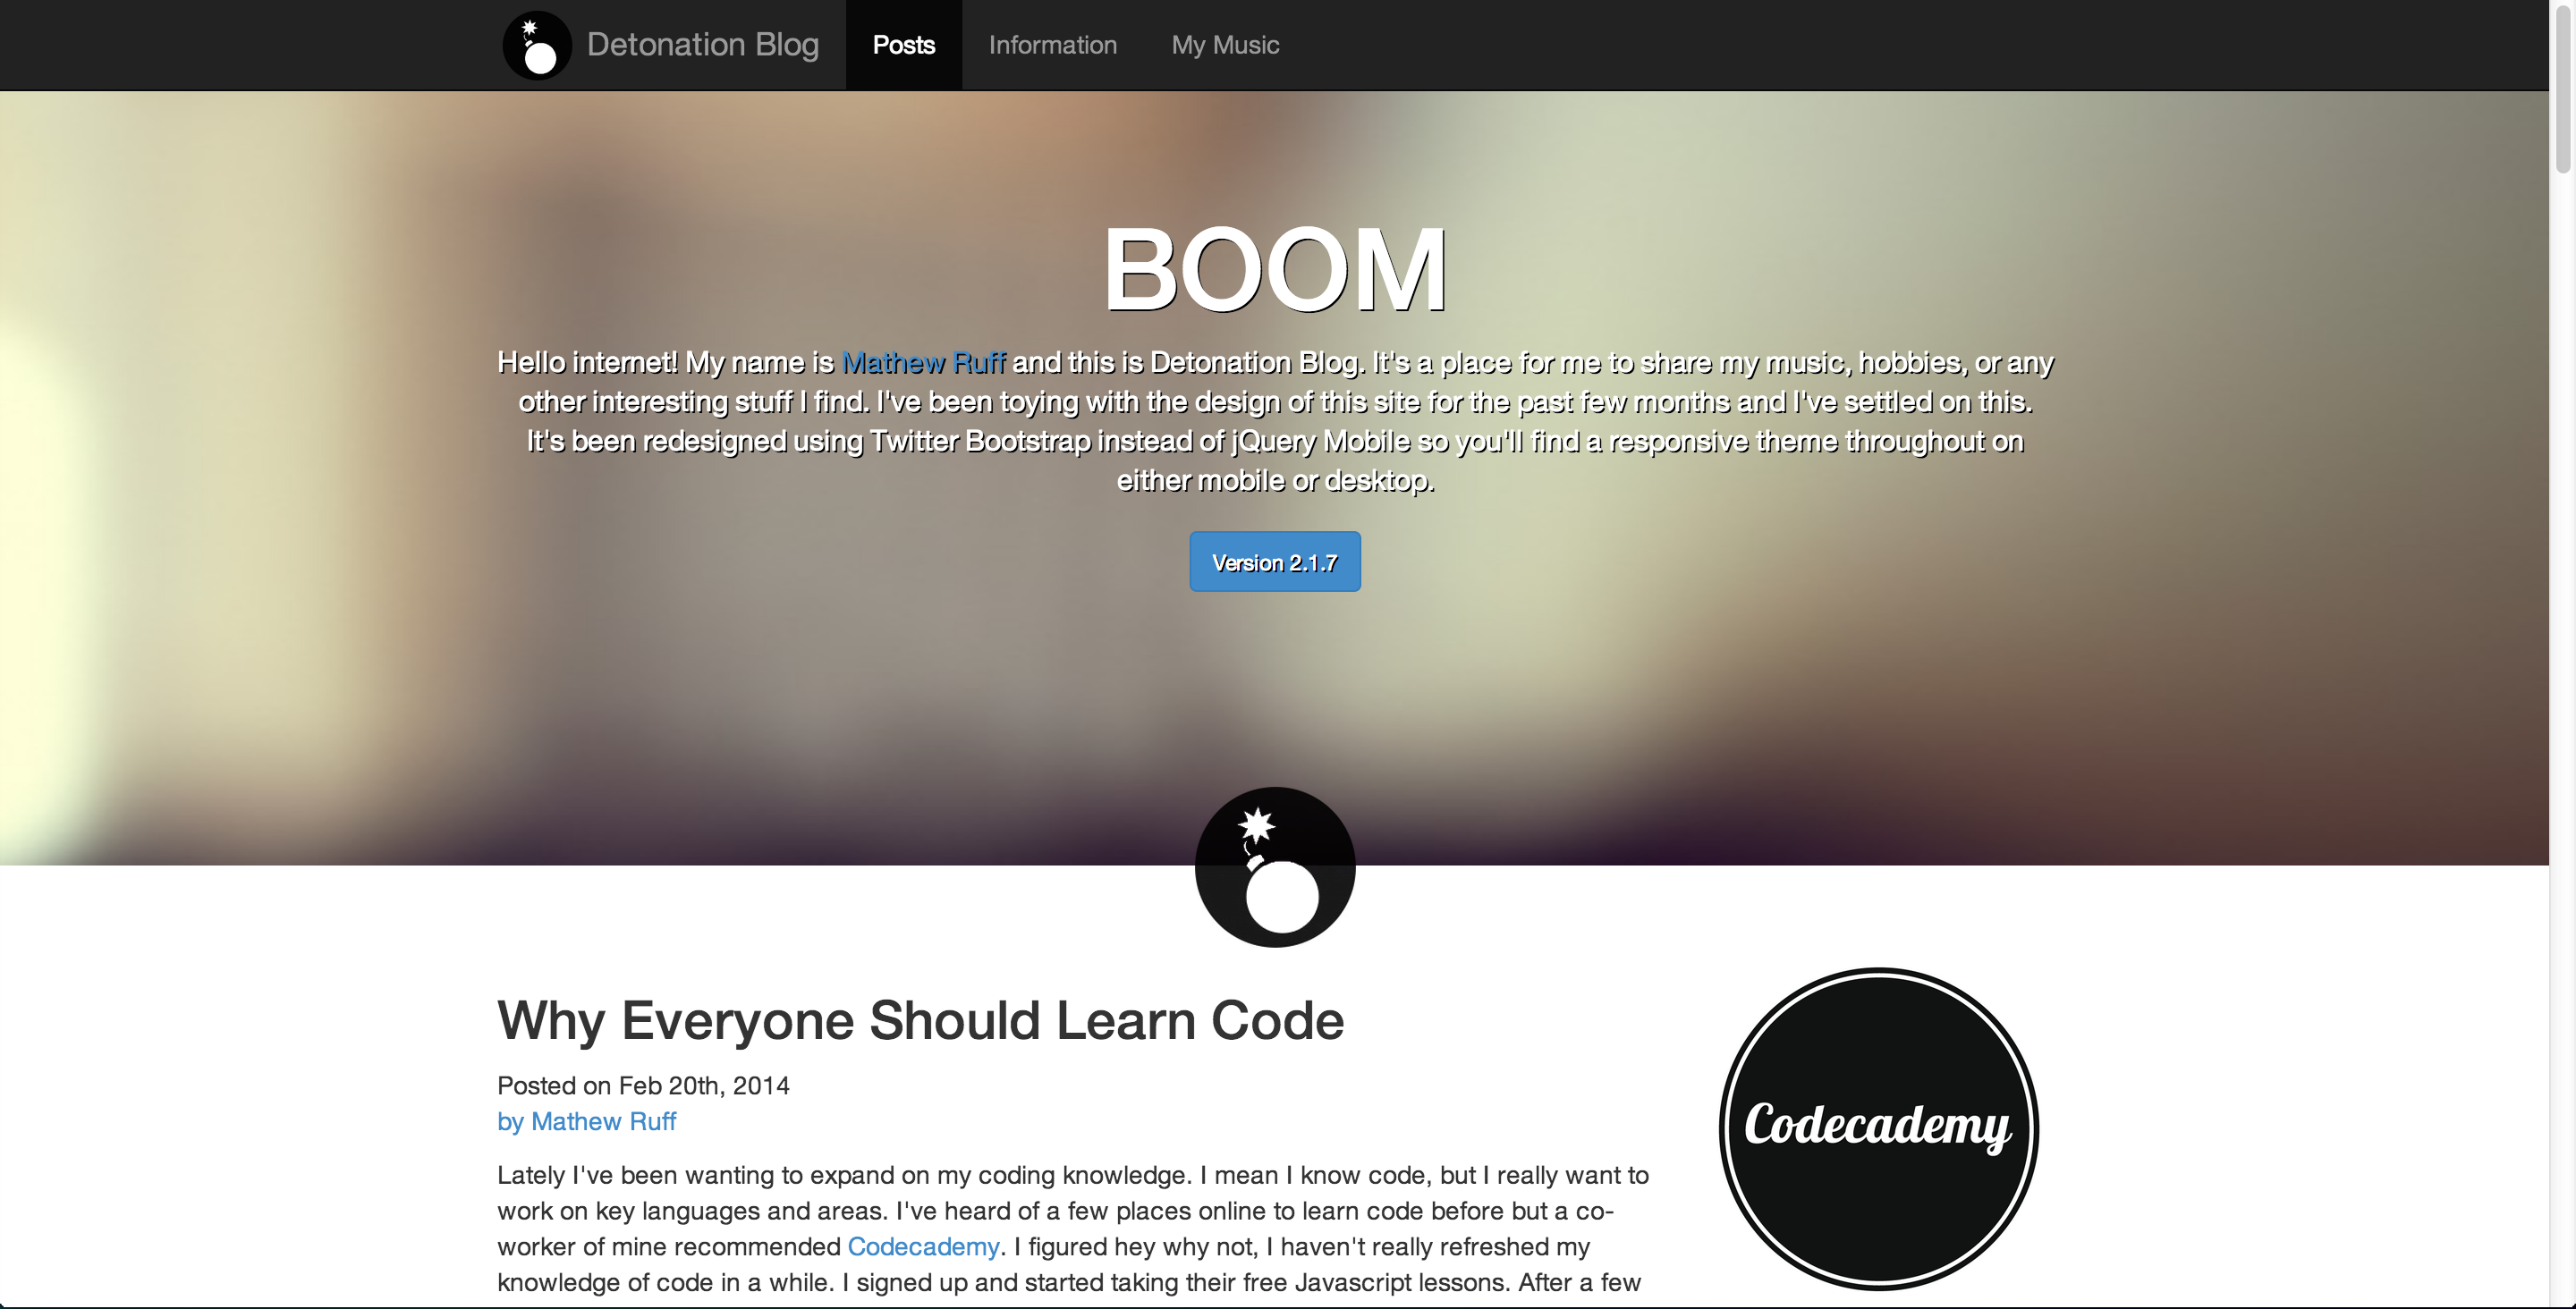 Detonation Blog Posts Information My Music
BOOM
Hello internet! My name is Mathew Ruff and this is Detonation Blog. It's a place for me to share my music, hobbies, or any
other interesting stuff I find. I've been toying with the design of this site for the past few months and I've settled on this.
It's been redesigned using Twitter Bootstrap instead of jQuery Mobile so you'll find a responsive theme throughout on
either mobile or desktop.
Version 2.1.7
Why Everyone Should Learn Code
Posted on Feb 20th, 2014
by Mathew Ruff
Lately I've been wanting to expand on my coding knowledge. I mean I know code, but I really want to
work on key languages and areas. I've heard of a few places online to learn code before but a co-
worker of mine recommended Codecademy. I figured hey why not, I haven't really refreshed my
knowledge of code in a while. I signed up and started taking their free Javascript lessons. After a few
Codecademy